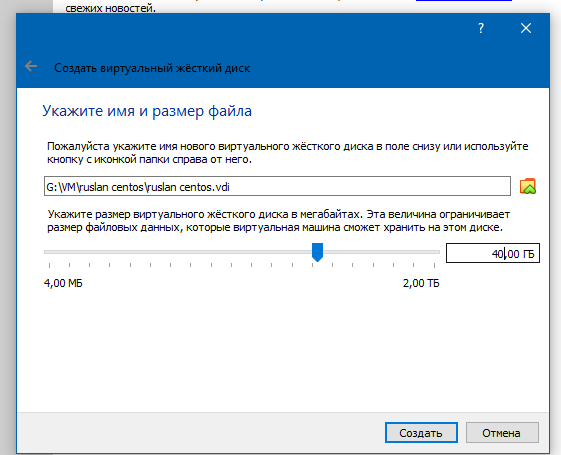 свежих новостей.
?
Создать виртуальный жёсткий диск
Укажите имя и размер файла
Пожалуйста укажите имя нового виртуального жёсткого диска в поле снизу или используйте
кнопку с иконкой папки справа от него.
G:\VM\ruslan centos\ruslan centos.vdi
Укажите размер виртуального жёсткого диска в мегабайтах. Эта величина ограничивает
размер файловых данных, которые виртуальная машина сможет хранить на этом диске.
40,00 ГБ
4,00 МБ 2,00 ТБ
Создать Отмена